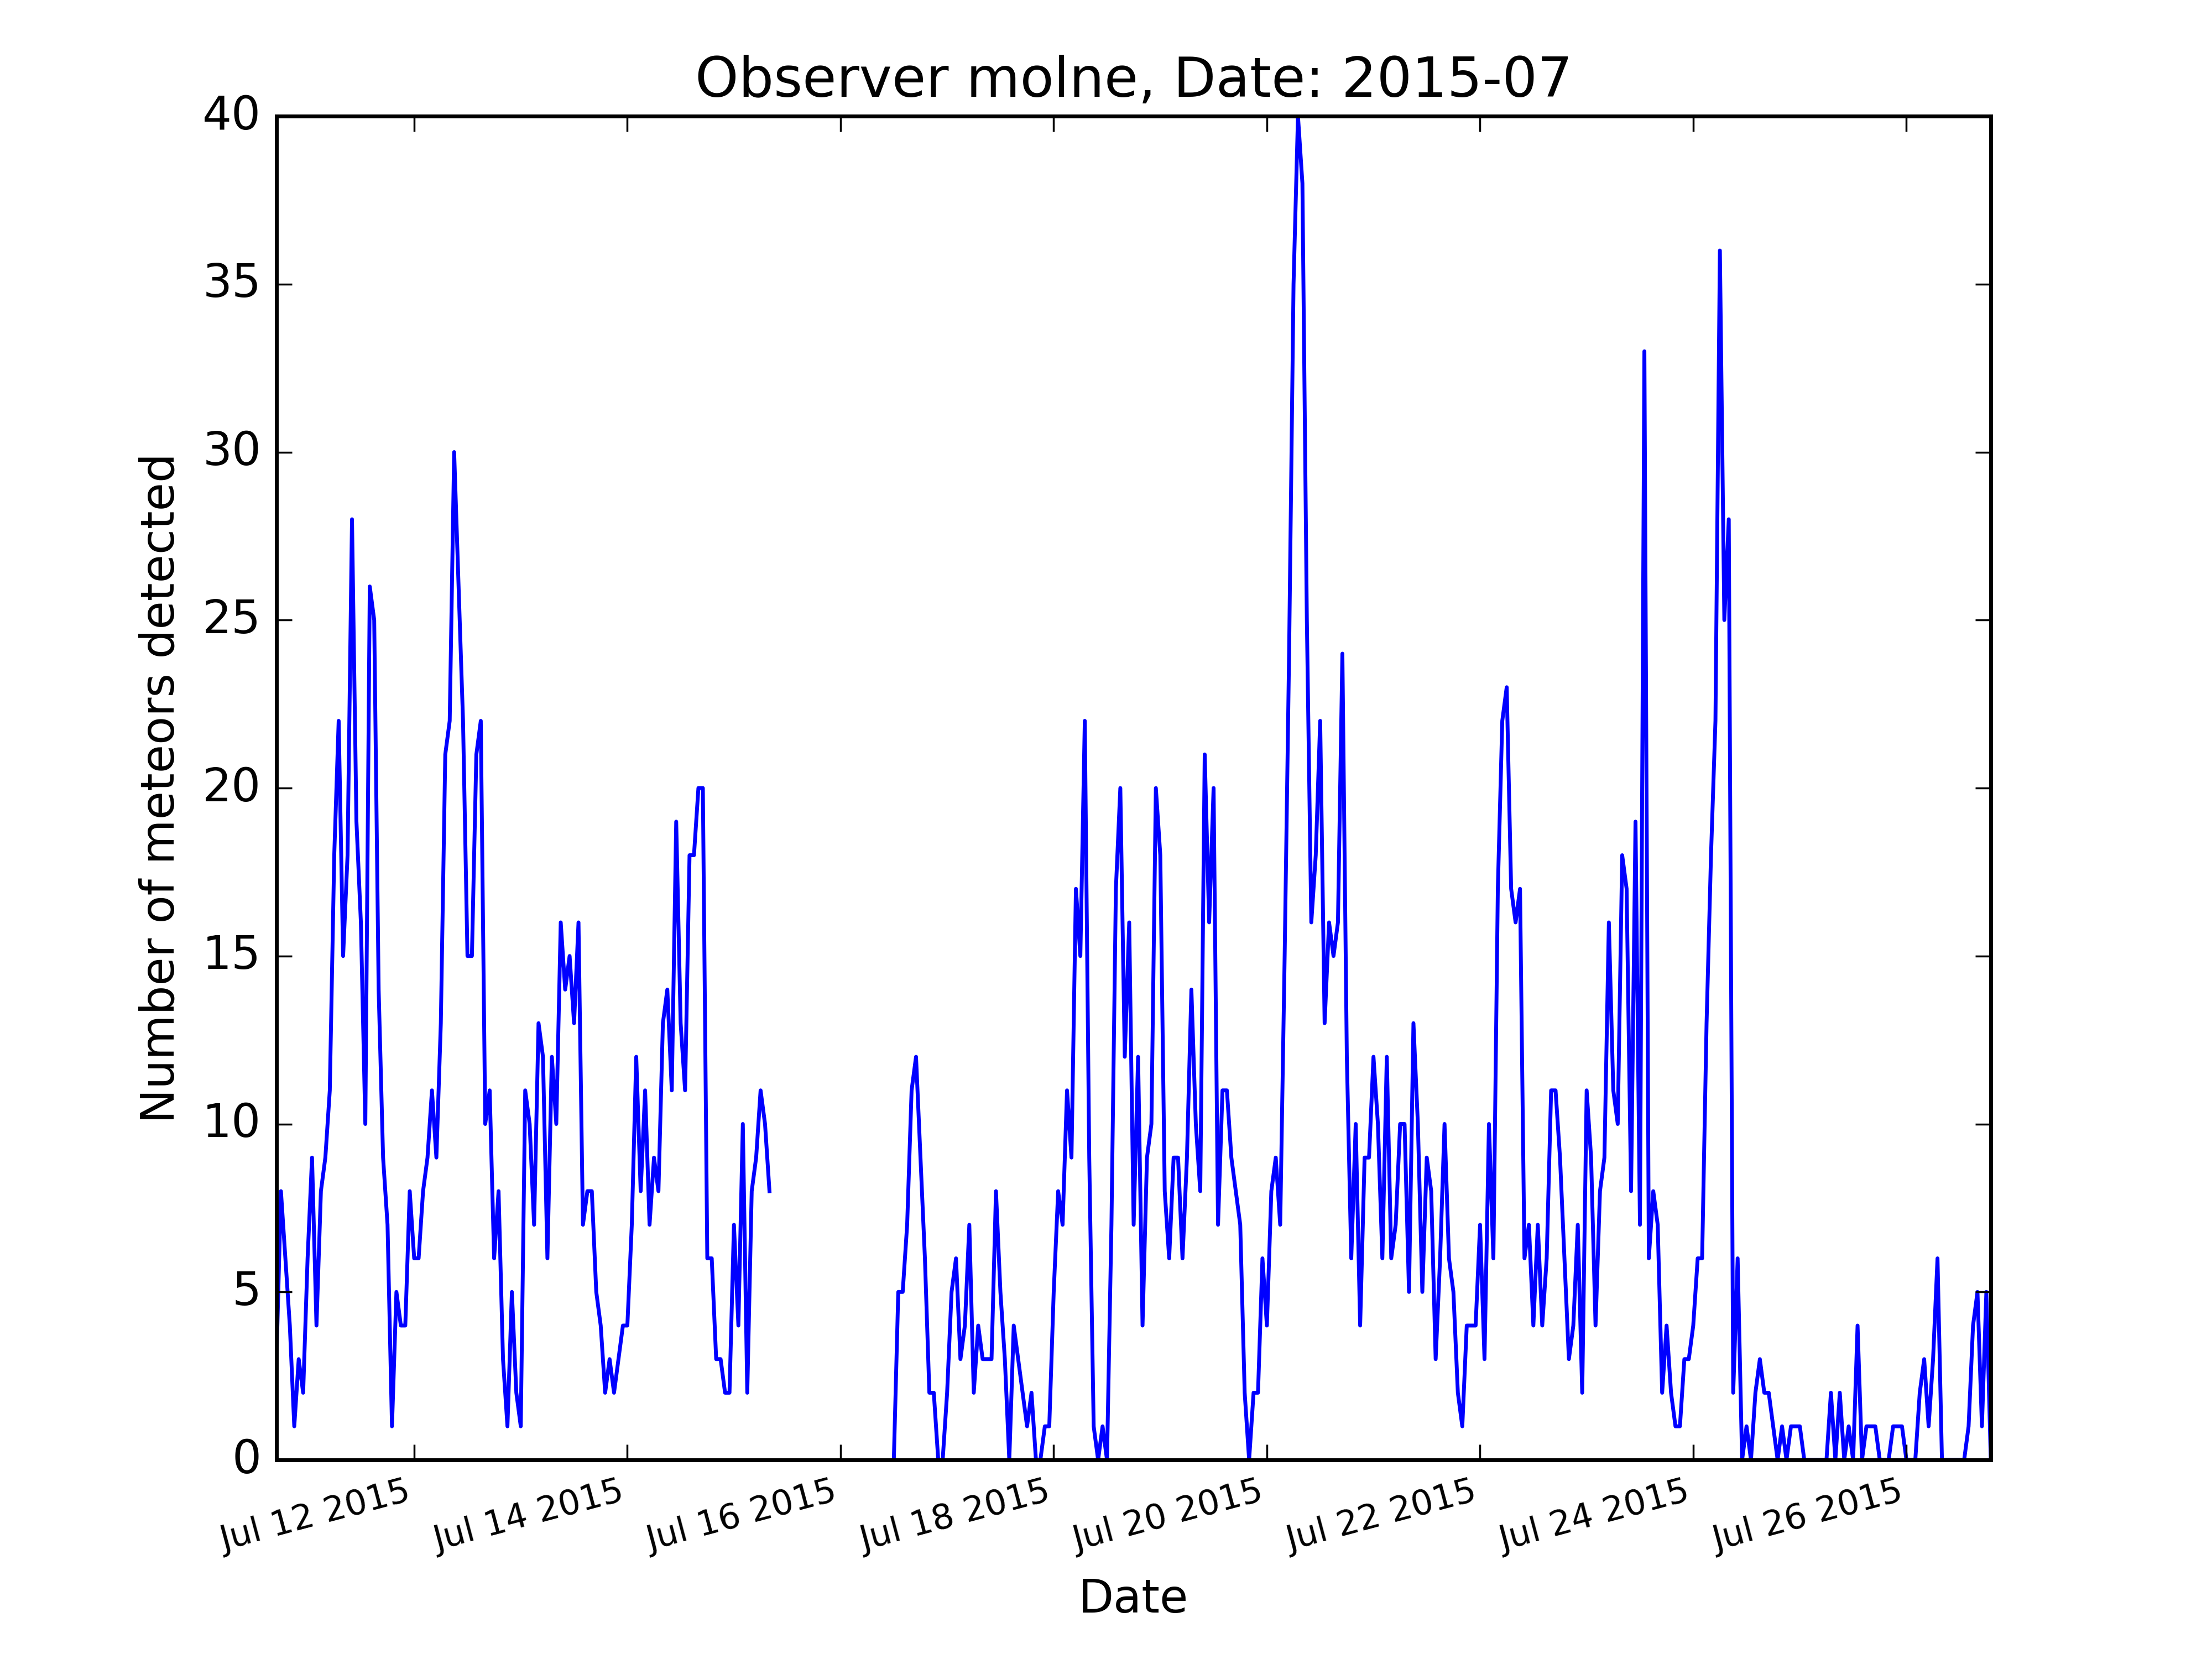 Observer molne, Date: 2015-07
40
35
30
25
20
15
10
5
0
Number of meteors detected
Jul 12 2015
Jul 14 2015
Jul 16 2015
Jul 18 2015
Jul 20 2015
Jul 22 2015
Jul 24 2015
Jul 26 2015
Date